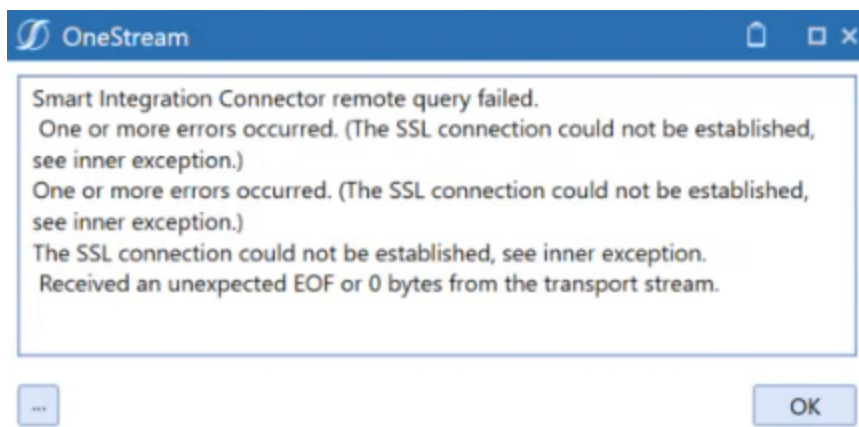 OneStream
Smart Integration Connector remote query failed.
One or more errors occurred. (The SSL connection could not be established,
see inner exception.)
One or more errors occurred. (The SSL connection could not be established,
see inner exception.)
The SSL connection could not be established, see inner exception.
Received an unexpected EOF or 0 bytes from the transport stream.
...
OK